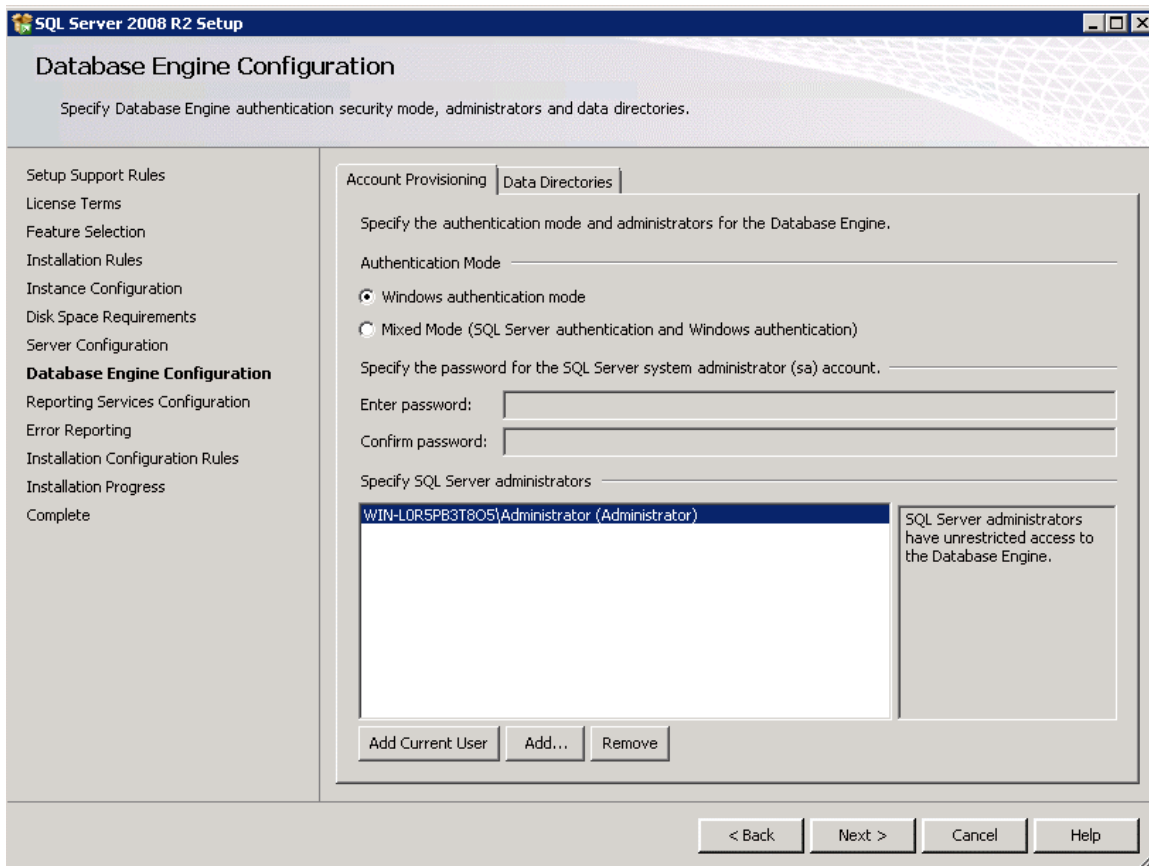 SQL Server 2008 R2 Setup
Database Engine Configuration
Specify Database Engine authentication security mode, administrators and data directories.
Setup Support Rules
License Terms
Feature Selection
Installation Rules
Instance Configuration
Disk Space Requirements
Server Configuration
Database Engine Configuration
Reporting Services Configuration
Error Reporting
Installation Configuration Rules
Installation Progress
Complete
Account Provisioning
Data Directories
Specify the authentication mode and administrators for the Database Engine.
Authentication Mode
Windows authentication mode
Mixed Mode (SQL Server authentication and Windows authentication)
Specify the password for the SQL Server system administrator (sa) account.
Enter password:
Confirm password:
Specify SQL Server administrators
WIN-L0R5PB3T8O5\Administrator (Administrator)
SQL Server administrators
have unrestricted access to
the Database Engine.
Add Current User
Add...
Remove
< Back
Next >
Cancel
Help